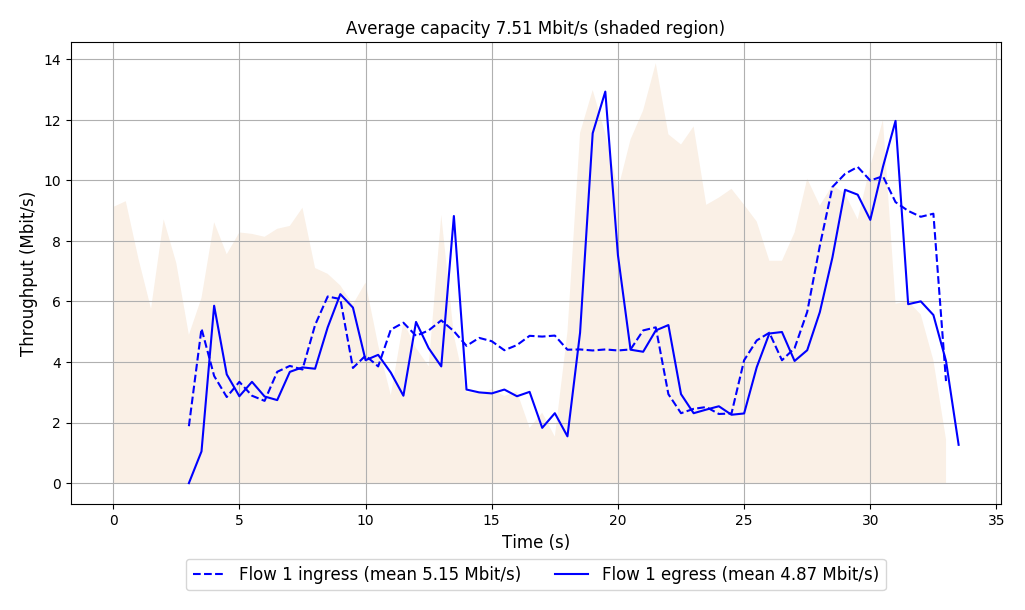 Average capacity 7.51 Mbit/s (shaded region)
14
12
10
8
6
4
2
0
Throughput (Mbit/s)
0 5 10 15 20 25 30 35
Time (s)
Flow 1 ingress (mean 5.15 Mbit/s) Flow 1 egress (mean 4.87 Mbit/s)